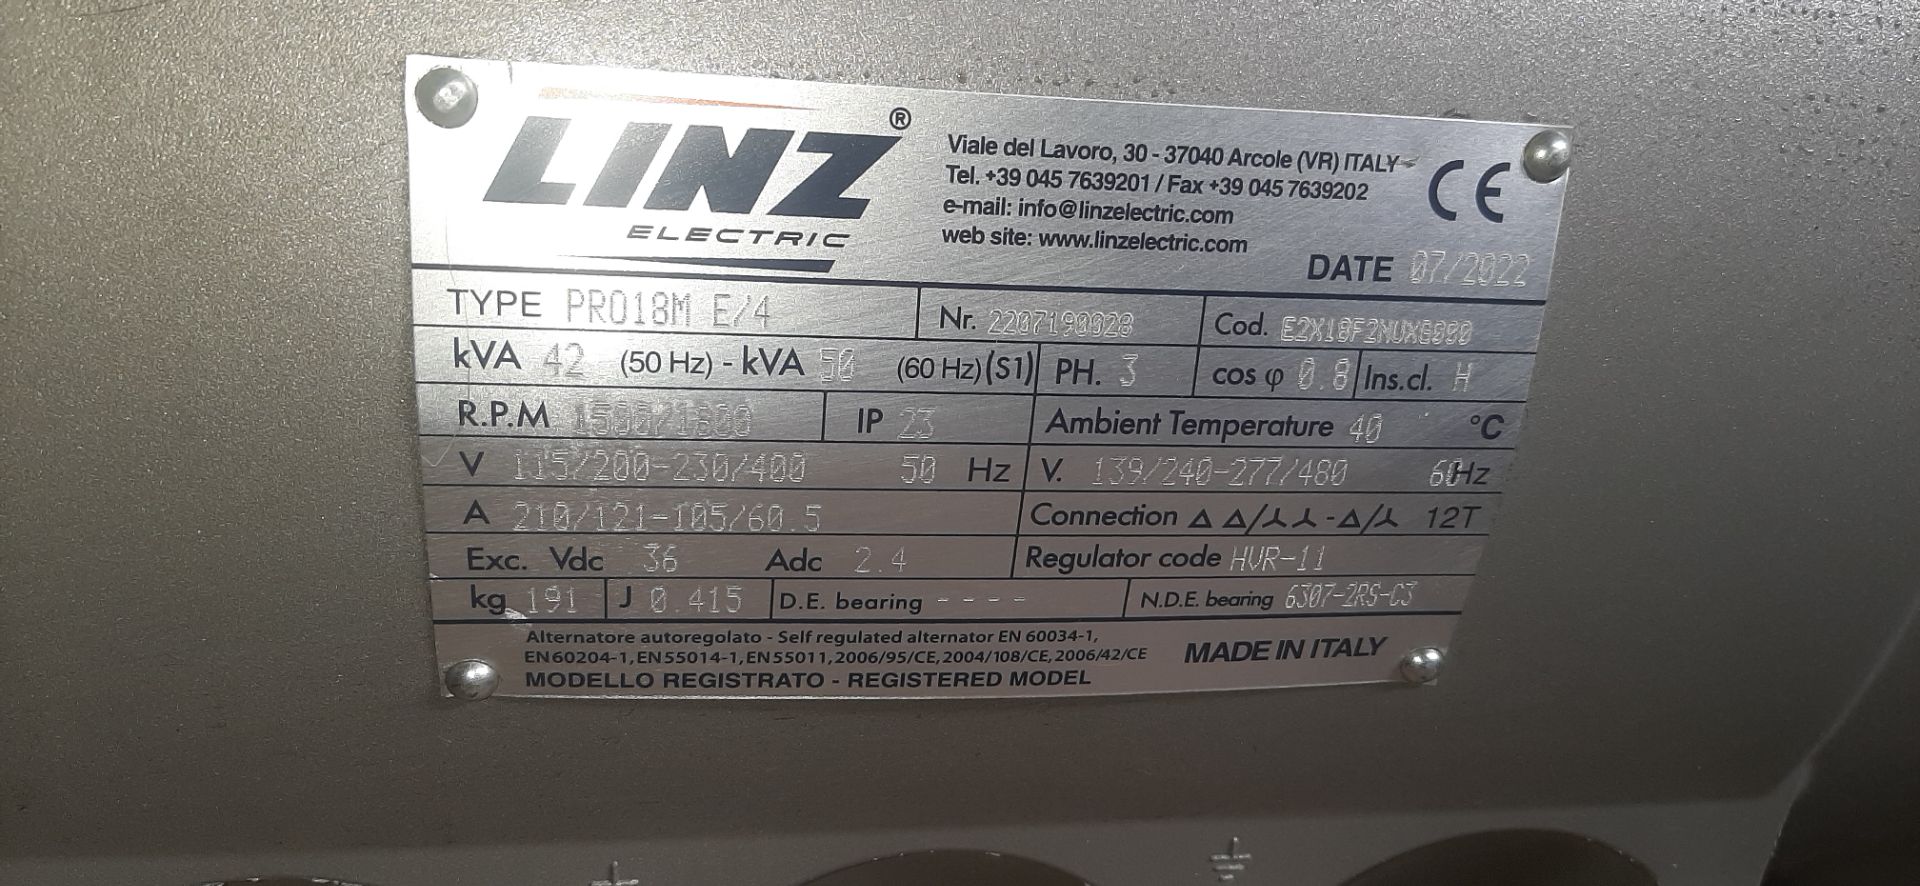 LINZ ®
ELECTRIC
Viale del Lavoro, 30 - 37040 Arcole (VR) ITALY
Tel. +39 045 7639201 / Fax +39 045 7639202
e-mail: info@linzelectric.com
web site: www.linzelectric.com
CE
DATE 07/2022
TYPE PRO18M E/4 Nr. 2207190028 Cod.
kVA 42 (50 Hz) - kVA 50 (60 Hz) (S1) PH. 3 cos φ 0.8 Ins.cl. H
R.P.M 1500/1800 IP 23 Ambient Temperature 40 °C
V 115/200-230/400 50 Hz V. 139/240-277/480 60Hz
A 210/121-105/60.5 Connection △ △/⅄ ⅄ - △/⅄ 12T
Exc. Vdc 36 Adc 2.4 Regulator code HVR-11
kg 191 J 0.415 D.E. bearing - - - - N.D.E. bearing 6307-2RS-C3
Alternatore autoregolato - Self regulated alternator EN 60034-1,
EN60204-1, EN55014-1, EN55011, 2006/95/CE, 2004/108/CE, 2006/42/CE
MODELLO REGISTRATO - REGISTERED MODEL
MADE IN ITALY